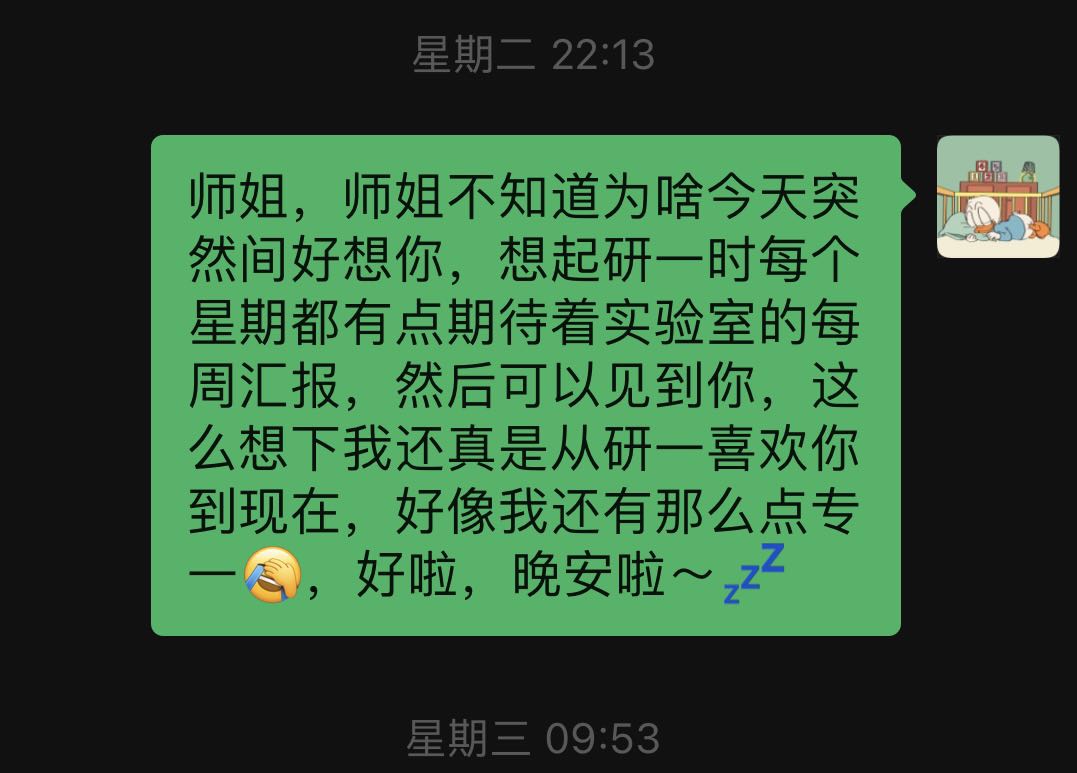 星期二 22:13
师姐，师姐不知道为啥今天突
然间好想你，想起研一时每个
星期都有点期待着实验室的每
周汇报，然后可以见到你，这
么想下我还真是从研一喜欢你
到现在，好像我还有那么点专
一🤣，好啦，晚安啦～💤
星期三 09:53